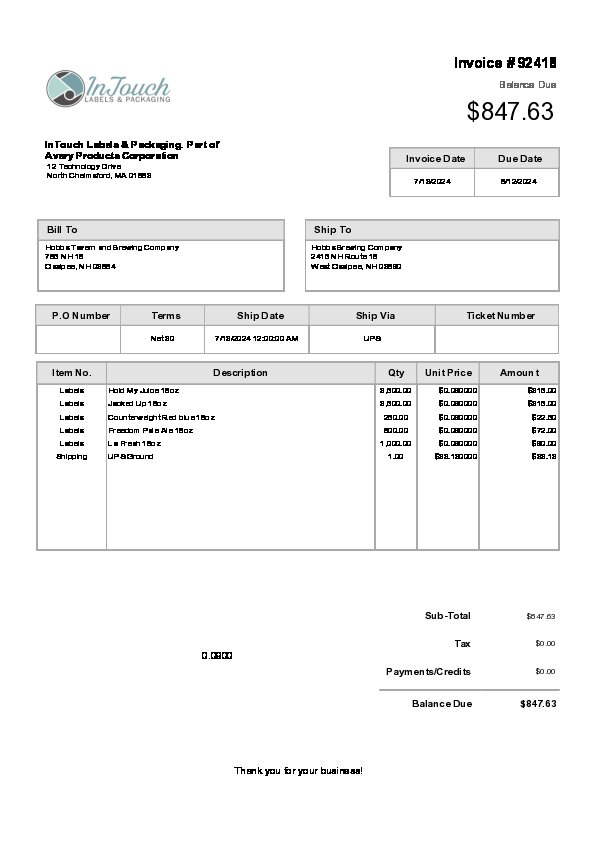 Invoice #
Balance Due
$847.63
InTouch
LABELS & PACKAGING
InTouch Labels & Packaging. Part of
Avery Products Corporation
12 Technology Drive
North Chelmsford, MA 01863
Invoice Date Due Date
7/13/2024 8/12/2024
Bill To Ship To
Hobbs Tavern and Brewing Company
NH 16
Ossipee, NH 03864
Hobbs Brewing Company
2415 NH Route 16
West Ossipee, NH 03890
P.O Number Terms Ship Date Ship Via Ticket Number
Net 30 7/13/2024 12:00:00 AM UPS
Item No. Description Qty Unit Price Amount
Labels Hold My Juice 16oz 3,500.00 $0.090000 $315.00
Labels Jacked Up 16oz 3,500.00 $0.090000 $315.00
Labels Counterweight Red blue 16oz 250.00 $0.090000 $22.50
Labels Freedom Pale Ale 16oz 800.00 $0.090000 $72.00
Labels La Fresh 16oz 1,000.00 $0.090000 $90.00
Shipping UPS Ground 1.00 $33.130000 $33.13
Sub-Total $847.63
Tax $0.00
0.0900
Payments/Credits $0.00
Balance Due $847.63
Thank you for your business!